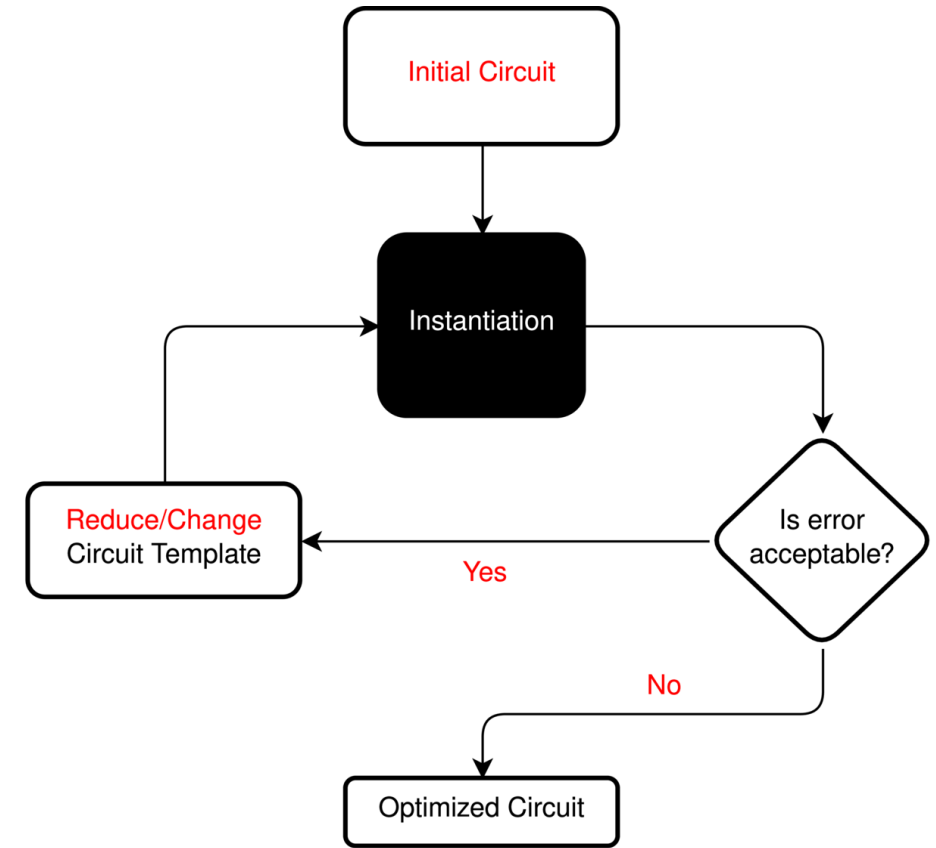 Initial Circuit
Instantiation
Reduce/Change
Circuit Template
Is error
acceptable?
Yes
No
Optimized Circuit